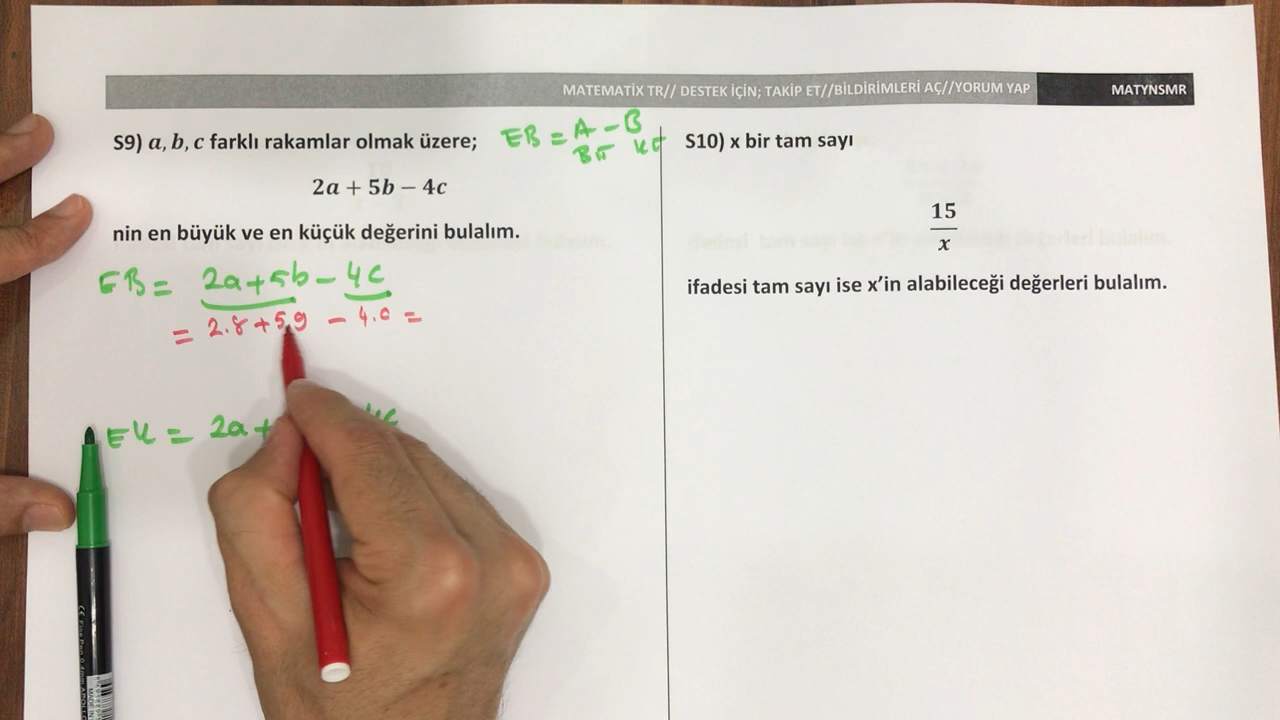 MATEMATİX TR// DESTEK İÇİN; TAKİP ET//BİLDİRİMLERİ AÇ//YORUM YAP
MATYNSMR
S9) a, b, c farklı rakamlar olmak üzere;
EB = A - B
2a + 5b − 4c
nin en büyük ve en küçük değerini bulalım.
EB = 2a+5b - 4c
= 2.8+5.9 - 4.0 =
EK = 2a+
S10) x bir tam sayı
15
x
ifadesi tam sayı ise x’in alabileceği değerleri bulalım.